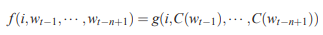 f(i,w_{t−1},⋯ ,w_{t−n+1}) = g(i,C(w_{t−1}),⋯ ,C(w_{t−n+1}))